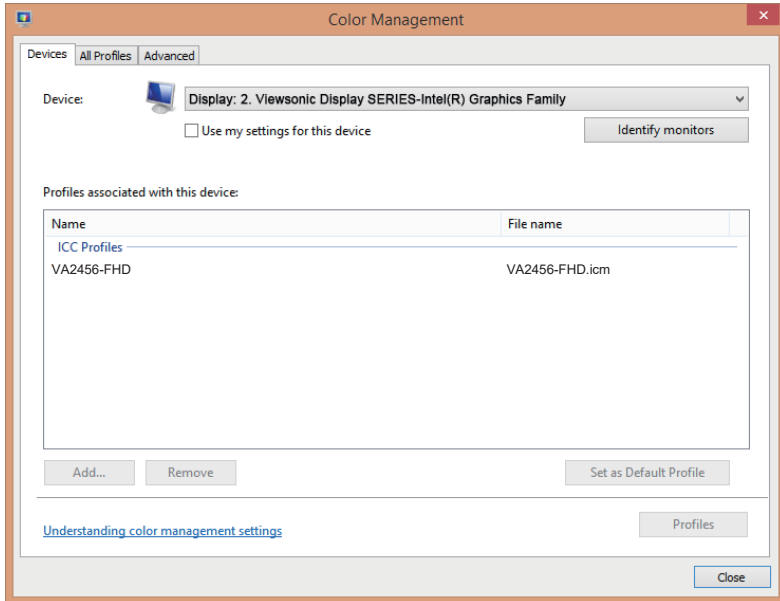 Color Management
Devices All Profiles Advanced
Device: Display: 2. Viewsonic Display SERIES-Intel(R) Graphics Family
Use my settings for this device Identify monitors
Profiles associated with this device:
Name File name
ICC Profiles
VA2456-FHD VA2456-FHD.icm
Add... Remove Set as Default Profile
Understanding color management settings Profiles
Close